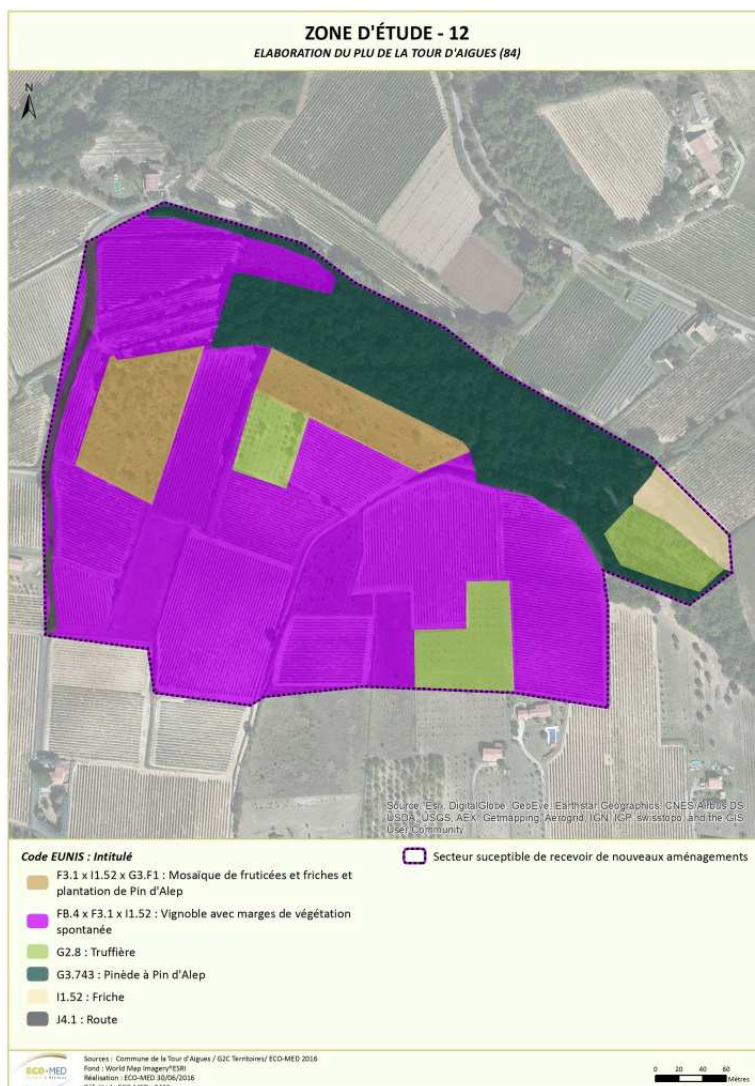 ZONE D'ÉTUDE - 12
ELABORATION DU PLU DE LA TOUR D'AIGUES (84)
N
Source: Esri, DigitalGlobe, GeoEye, Earthstar Geographics, CNES/Airbus DS,
USDA, USGS, AEX, Getmapping, Aerogrid, IGN, IGP, swisstopo, and the GIS
User Community
Code EUNIS : Intitulé
Secteur suceptible de recevoir de nouveaux aménagements
F3.1 x I1.52 x G3.F1 : Mosaïque de fruticées et friches et
plantation de Pin d'Alep
FB.4 x F3.1 x I1.52 : Vignoble avec marges de végétation
spontanée
G2.8 : Truffière
G3.743 : Pinède à Pin d'Alep
I1.52 : Friche
J4.1 : Route
ECO-MED
Sources : Commune de la Tour d'Aigues / G2C Territoires/ ECO-MED 2016
Fond : World Map Imagery®ESRI
Réalisation : ECO-MED 30/06/2016
0 20 40 60
Mètres